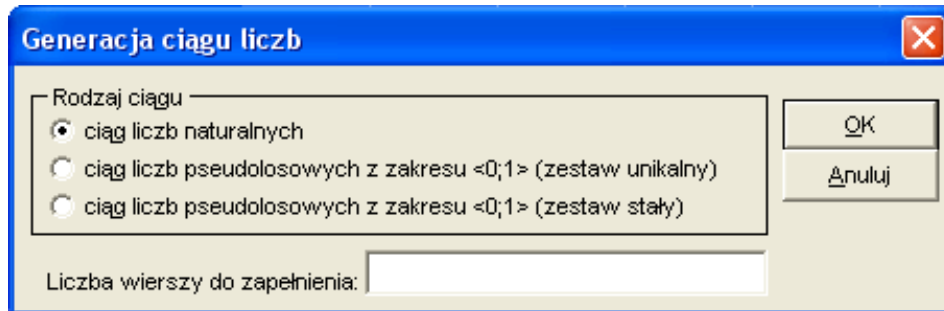 Generacja ciągu liczb
Rodzaj ciągu
ciąg liczb naturalnych
ciąg liczb pseudolosowych z zakresu <0;1> (zestaw unikalny)
ciąg liczb pseudolosowych z zakresu <0;1> (zestaw stały)
OK
Anuluj
Liczba wierszy do zapełnienia: